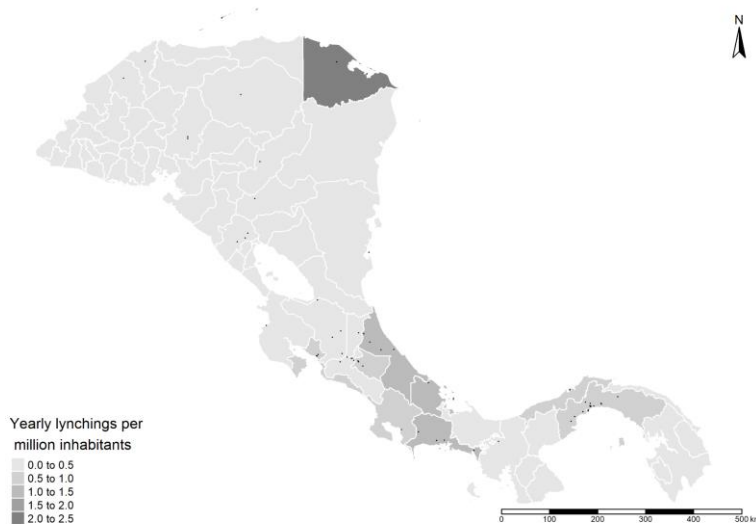 N
Yearly lynchings per
million inhabitants
0.0 to 0.5
0.5 to 1.0
1.0 to 1.5
1.5 to 2.0
2.0 to 2.5
0 100 200 300 400 500 k